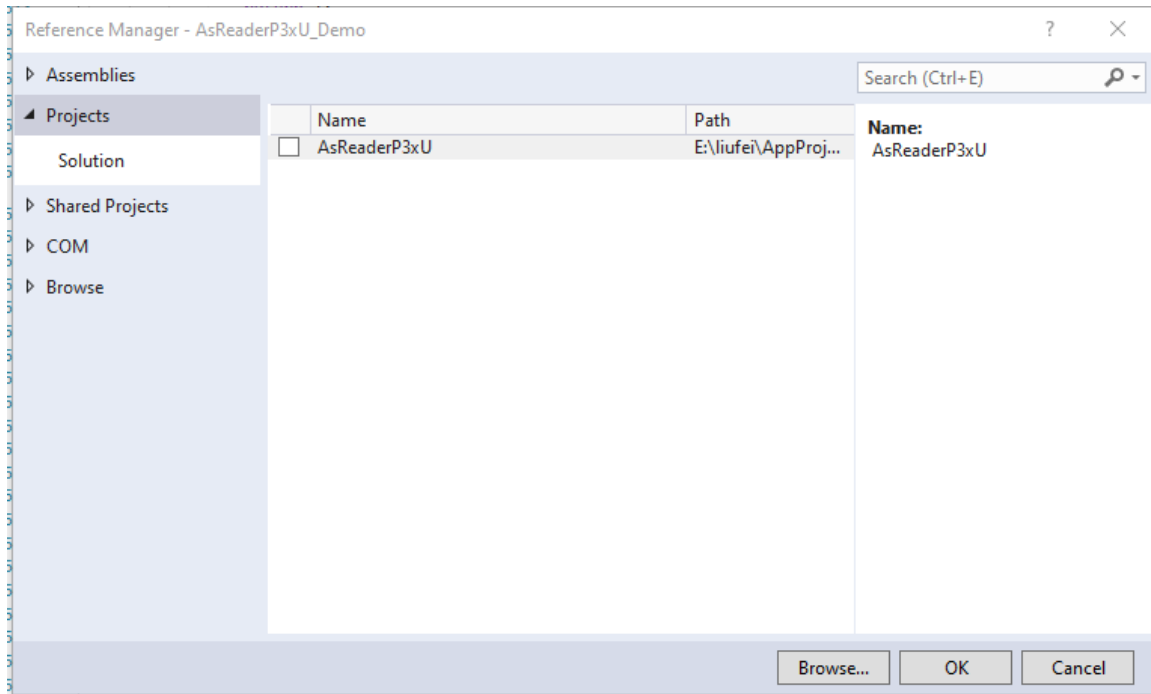 Reference Manager - AsReaderP3xU_Demo ?
Assemblies
Search (Ctrl+E)
Projects
Name Path
Name:
AsReaderP3xU E:\liufei\AppProj...
AsReaderP3xU
Solution
Shared Projects
COM
Browse
Browse... OK Cancel